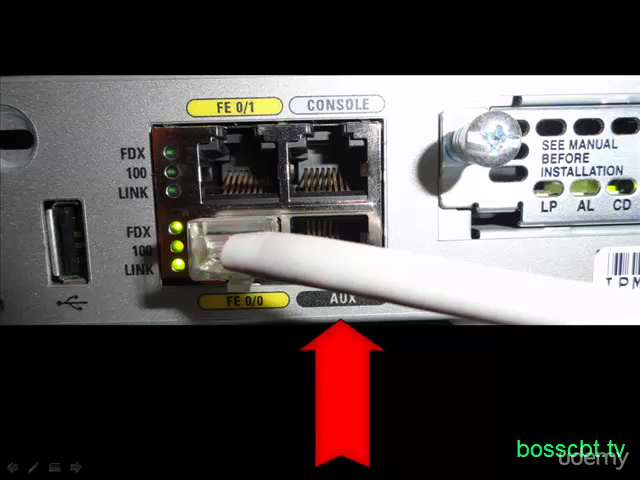 FE 0/1
CONSOLE
FDX
100
LINK
FDX
100
LINK
FE 0/0
AUX
SEE MANUAL
BEFORE
INSTALLATION
LP AL CD
TPM
bosscbt.tv
udemy